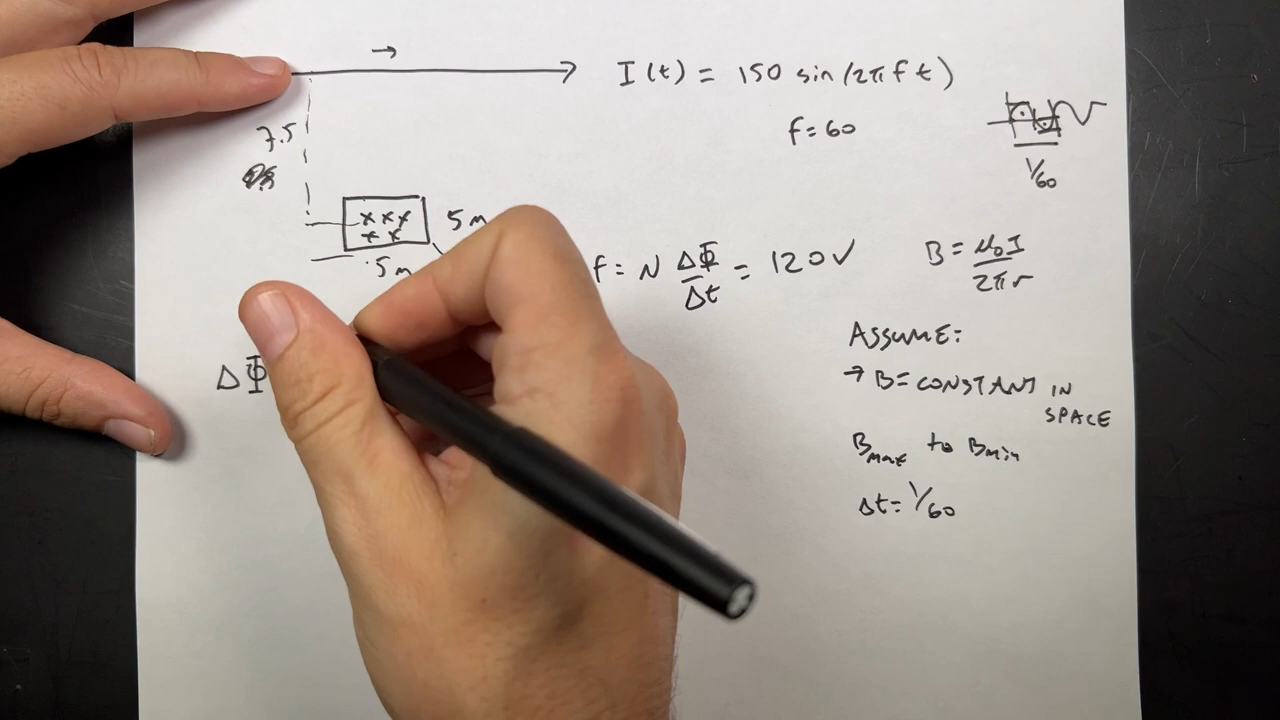 →
I(t) = 150 sin(2πft)
f=60
7.5
1/60
x x x
x x
5m
.5m
f = N ΔΦ/Δt = 120V
B = μ₀I/2πr
ASSUME:
→ B=CONSTANT IN
SPACE
ΔΦ
Bmax to Bmin
Δt= 1/60